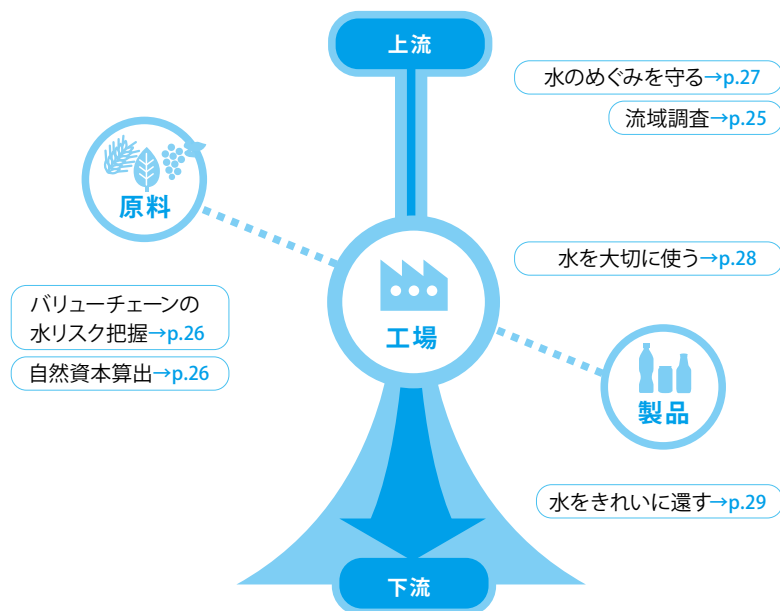 上流
水のめぐみを守る→p.27
流域調査→p.25
原料
水を大切に使う→p.28
工場
バリューチェーンの
水リスク把握→p.26
自然資本算出→p.26
製品
水をきれいに還す→p.29
下流